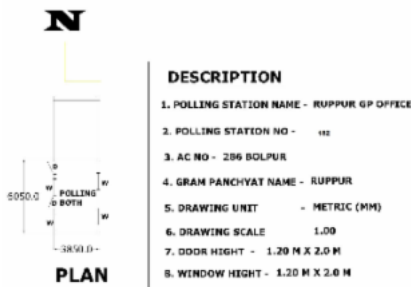 N
DESCRIPTION
1. POLLING STATION NAME - RUPPUR GP OFFICE
2. POLLING STATION NO -
3. AC NO - 286 BOLPUR
4. GRAM PANCHYAT NAME - RUPPUR
5. DRAWING UNIT - METRIC (MM)
6. DRAWING SCALE 1.00
7. DOOR HIGHT - 1.20 M X 2.0 M
8. WINDOW HIGHT - 1.20 M X 2.0 M
D
W
W
POLLING
D
BOTH
W
W
6050.0
3850.0
PLAN